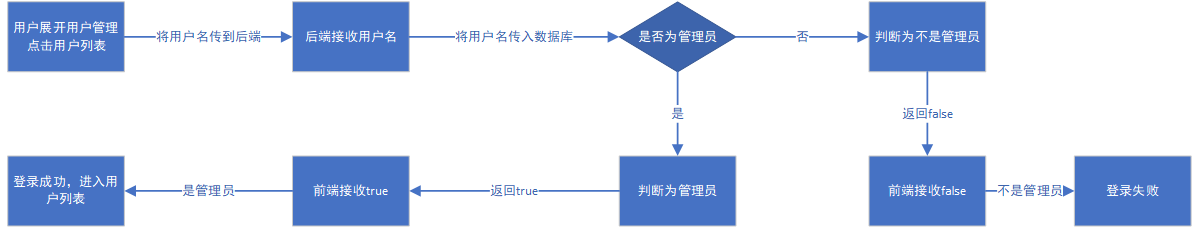 用户展开用户管理
点击用户列表
将用户名传到后端
后端接收用户名
将用户名传入数据库
是否为管理员
否
判断为不是管理员
是
返回false
登录成功，进入用
户列表
是管理员
前端接收true
返回true
判断为管理员
前端接收false
不是管理员
登录失败